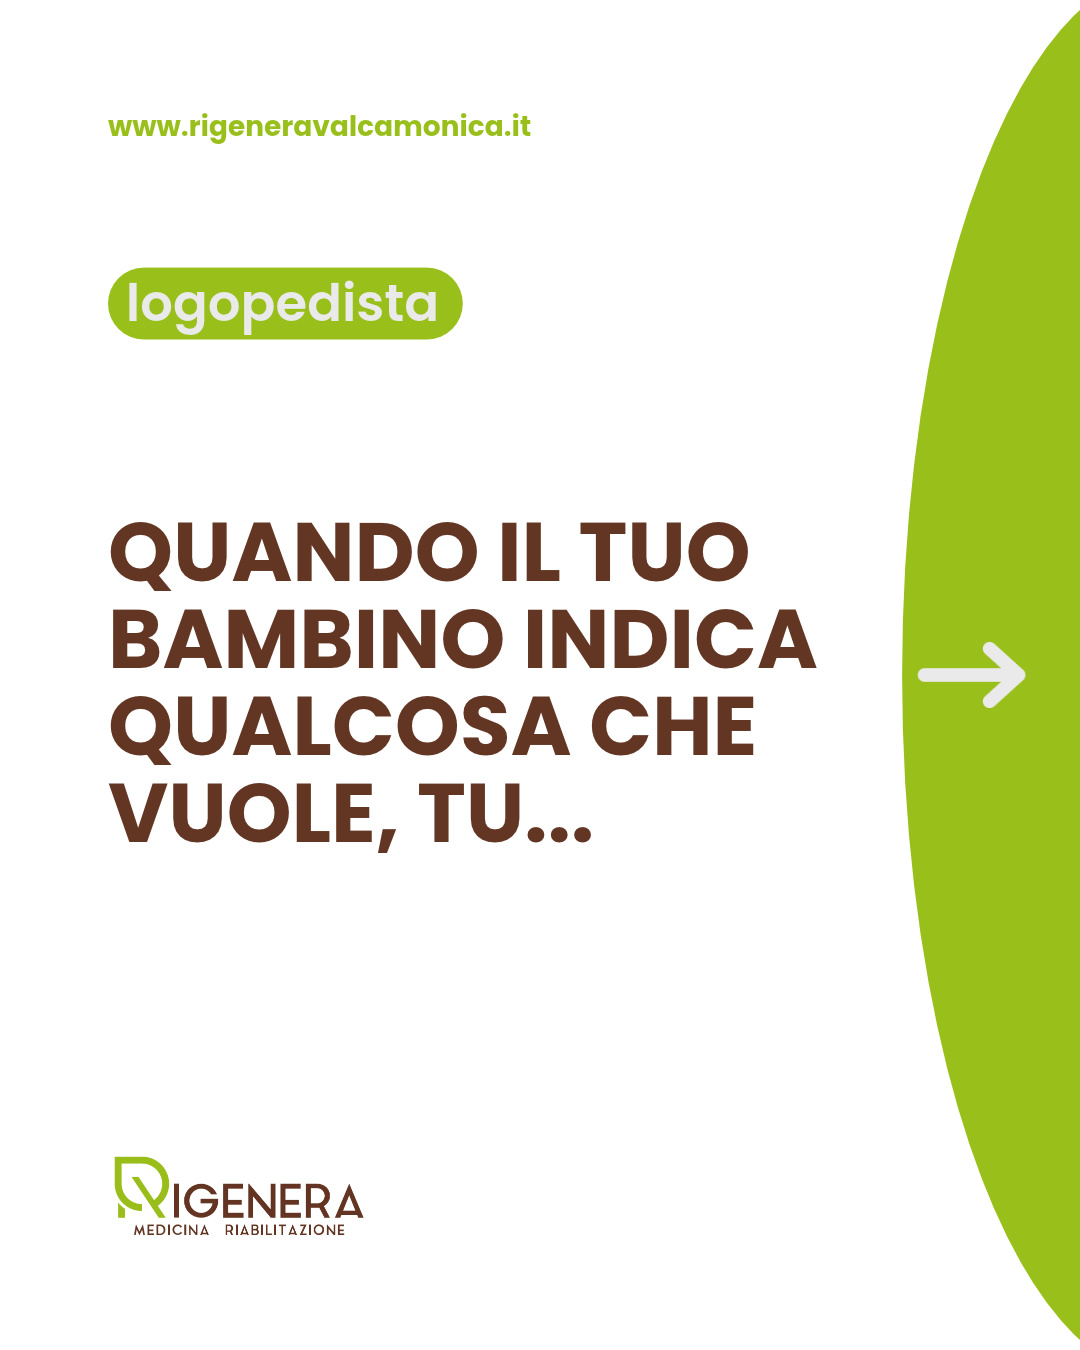 www.rigeneravalcamonica.it
logopedista
QUANDO IL TUO
BAMBINO INDICA
QUALCOSA CHE
VUOLE, TU...
RIGENERA
MEDICINA RIABILITAZIONE